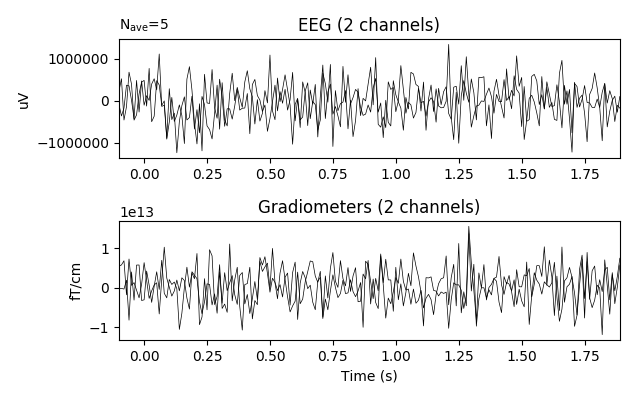 Nave=5
EEG (2 channels)
1000000
0
−1000000
uV
0.00 0.25 0.50 0.75 1.00 1.25 1.50 1.75
1e13
Gradiometers (2 channels)
1
0
−1
fT/cm
0.00 0.25 0.50 0.75 1.00 1.25 1.50 1.75
Time (s)